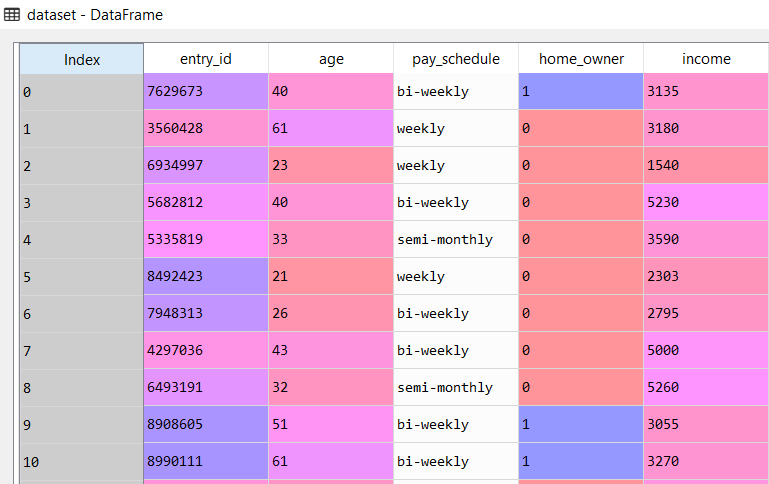 dataset - DataFrame
Index entry_id age pay_schedule home_owner income
0 7629673 40 bi-weekly 1 3135
1 3560428 61 weekly 0 3180
2 6934997 23 weekly 0 1540
3 5682812 40 bi-weekly 0 5230
4 5335819 33 semi-monthly 0 3590
5 8492423 21 weekly 0 2303
6 7948313 26 bi-weekly 0 2795
7 4297036 43 bi-weekly 0 5000
8 6493191 32 semi-monthly 0 5260
9 8908605 51 bi-weekly 1 3055
10 8990111 61 bi-weekly 1 3270